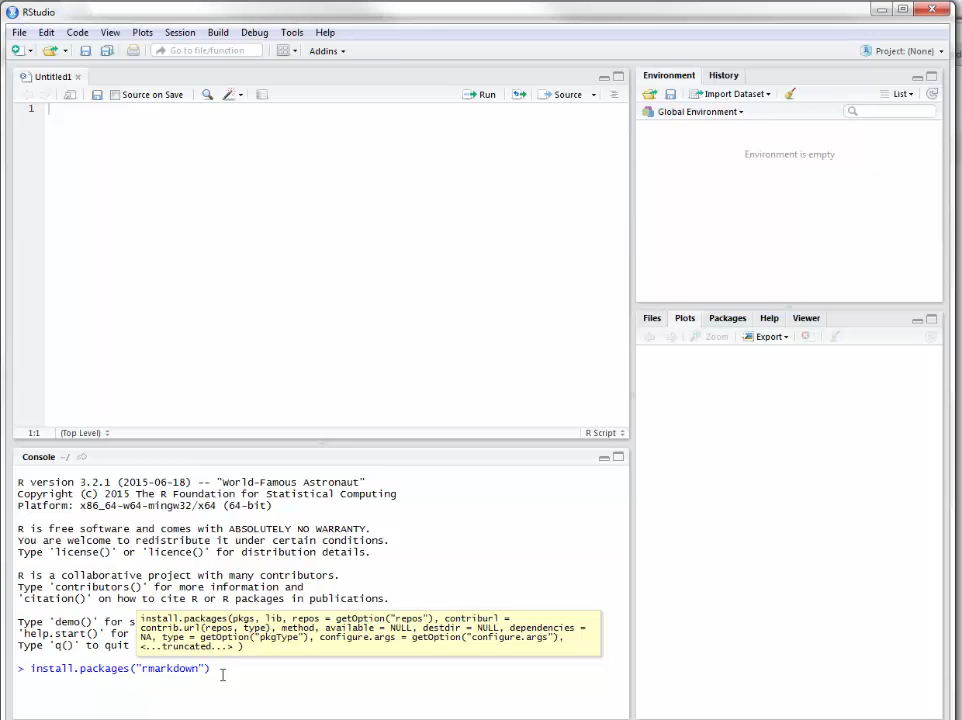 RStudio
File Edit Code View Plots Session Build Debug Tools Help
Go to file/function Addins Project: (None)
Untitled1
Source on Save Run Source
1
1:1 (Top Level) R Script
Console ~/
R version 3.2.1 (2015-06-18) -- "World-Famous Astronaut"
Copyright (C) 2015 The R Foundation for Statistical Computing
Platform: x86_64-w64-mingw32/x64 (64-bit)
R is free software and comes with ABSOLUTELY NO WARRANTY.
You are welcome to redistribute it under certain conditions.
Type 'license()' or 'licence()' for distribution details.
R is a collaborative project with many contributors.
Type 'contributors()' for more information and
'citation()' on how to cite R or R packages in publications.
Type 'demo()' for s
'help.start()' for
Type 'q()' to quit
install.packages(pkgs, lib, repos = getOption("repos"), contriburl =
contrib.url(repos, type), method, available = NULL, destdir = NULL, dependencies =
NA, type = getOption("pkgType"), configure.args = getOption("configure.args"),
<...truncated...> )
> install.packages("rmarkdown")
Environment History
Import Dataset List
Global Environment
Environment is empty
Files Plots Packages Help Viewer
Zoom Export